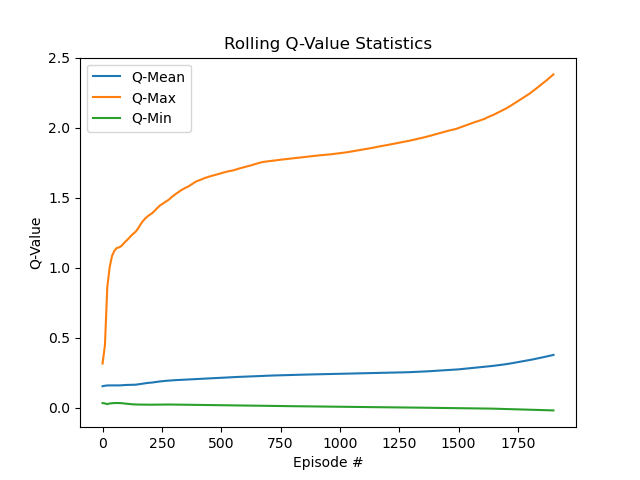 Rolling Q-Value Statistics
Q-Mean
Q-Max
Q-Min
Q-Value
2.5
2.0
1.5
1.0
0.5
0.0
0 250 500 750 1000 1250 1500 1750
Episode #